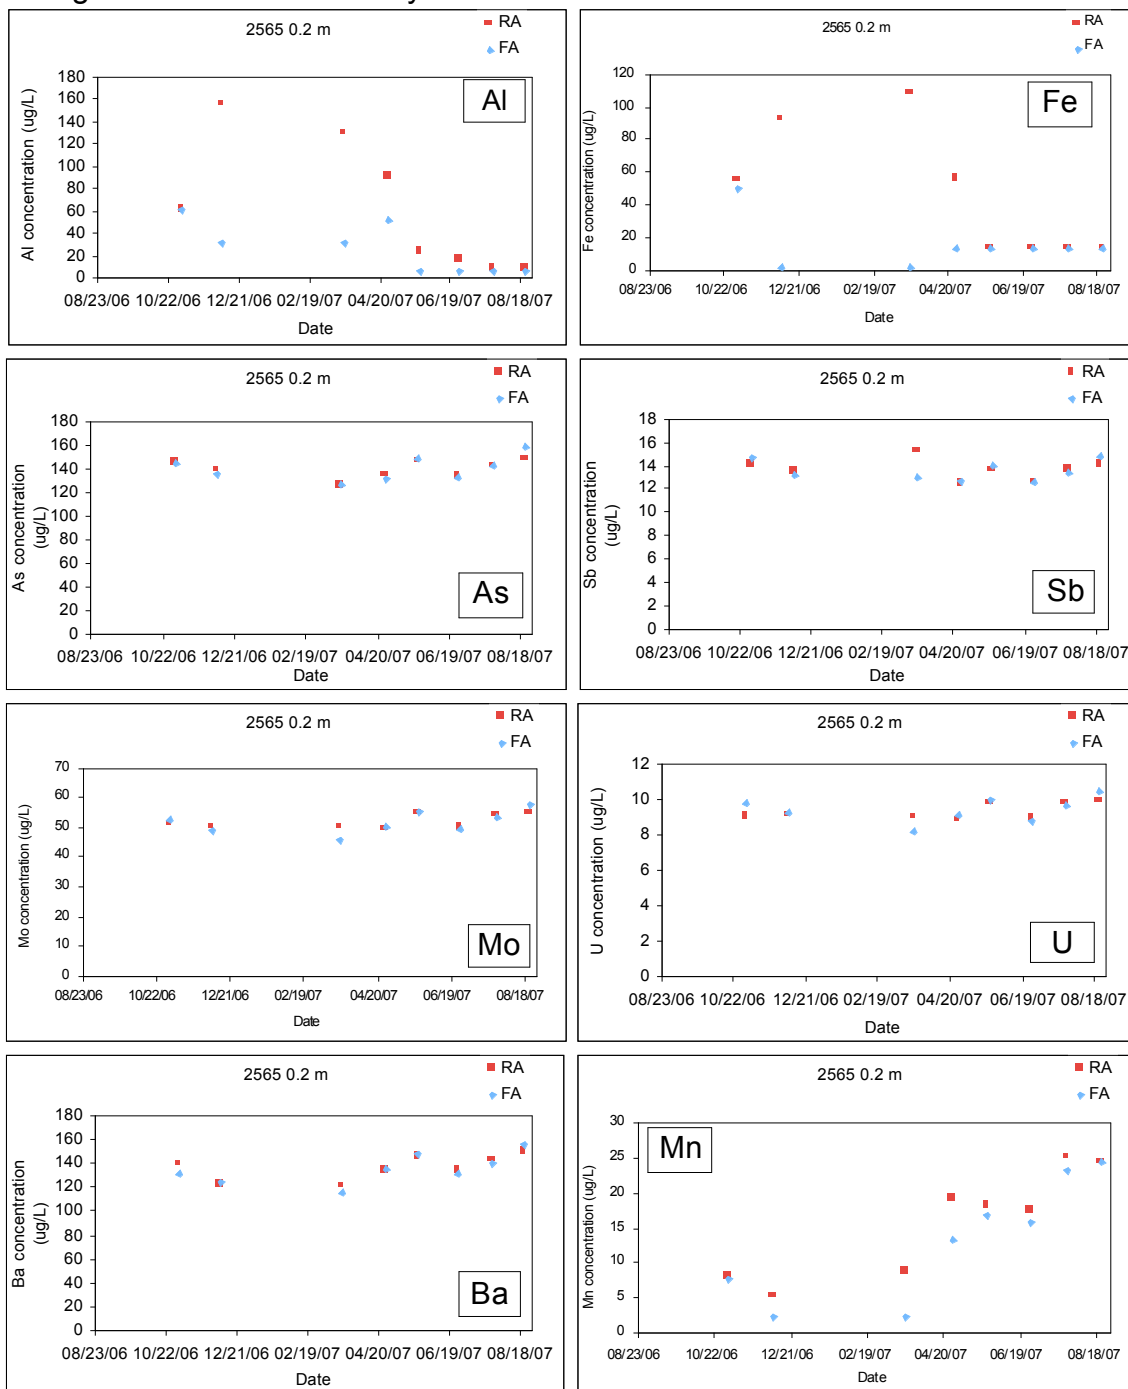 2565 0.2 m
RA
FA
Al
Al concentration (ug/L)
180
160
140
120
100
80
60
40
20
0
08/23/06 10/22/06 12/21/06 02/19/07 04/20/07 06/19/07 08/18/07
Date
2565 0.2 m
RA
FA
Fe
Fe concentration (ug/L)
120
100
80
60
40
20
0
08/23/06 10/22/06 12/21/06 02/19/07 04/20/07 06/19/07 08/18/07
Date
2565 0.2 m
RA
FA
As concentration
(ug/L)
180
160
140
120
100
80
60
40
20
0
As
08/23/06 10/22/06 12/21/06 02/19/07 04/20/07 06/19/07 08/18/07
Date
2565 0.2 m
RA
FA
Sb concentration
(ug/L)
18
16
14
12
10
8
6
4
2
0
Sb
08/23/06 10/22/06 12/21/06 02/19/07 04/20/07 06/19/07 08/18/07
Date
2565 0.2 m
RA
FA
Mo concentration (ug/L)
70
60
50
40
30
20
10
0
Mo
08/23/06 10/22/06 12/21/06 02/19/07 04/20/07 06/19/07 08/18/07
Date
2565 0.2 m
RA
FA
U concentration (ug/L)
12
10
8
6
4
2
0
U
08/23/06 10/22/06 12/21/06 02/19/07 04/20/07 06/19/07 08/18/07
Date
2565 0.2 m
RA
FA
Ba concentration
(ug/L)
180
160
140
120
100
80
60
40
20
0
Ba
08/23/06 10/22/06 12/21/06 02/19/07 04/20/07 06/19/07 08/18/07
Date
2565 0.2 m
RA
FA
Mn
Mn concentration (ug/L)
30
25
20
15
10
5
0
08/23/06 10/22/06 12/21/06 02/19/07 04/20/07 06/19/07 08/18/07
Date